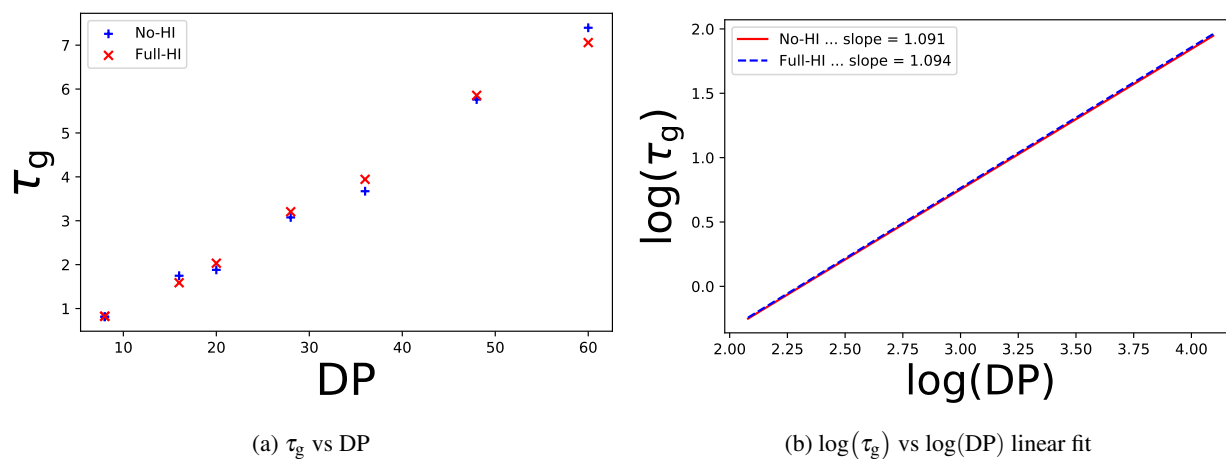 No-HI
Full-HI
7
6
5
4
3
2
1
10 20 30 40 50 60
τg
DP
(a) τg vs DP
No-HI ... slope = 1.091
Full-HI ... slope = 1.094
2.0
1.5
1.0
0.5
0.0
2.00 2.25 2.50 2.75 3.00 3.25 3.50 3.75 4.00
log(τg)
log(DP)
(b) log(τg) vs log(DP) linear fit